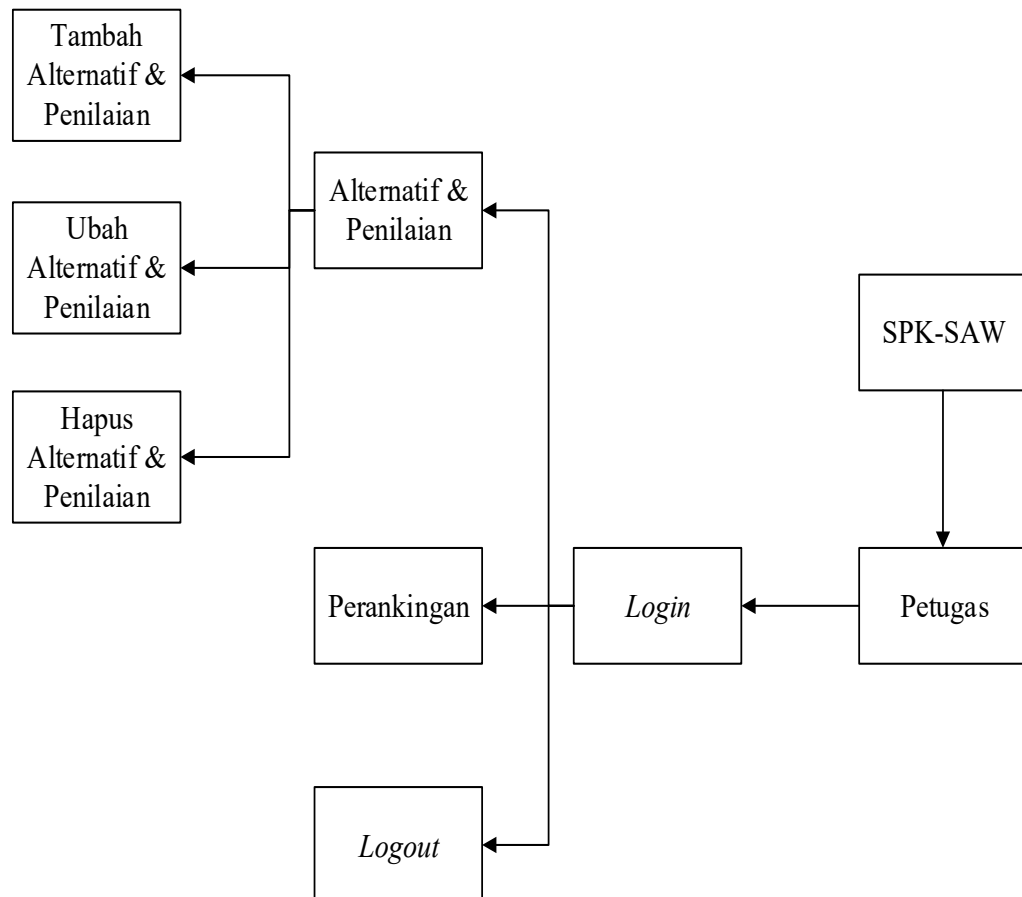 Tambah
Alternatif &
Penilaian
Alternatif &
Penilaian
Ubah
Alternatif &
Penilaian
SPK-SAW
Hapus
Alternatif &
Penilaian
Perankingan
Login
Petugas
Logout